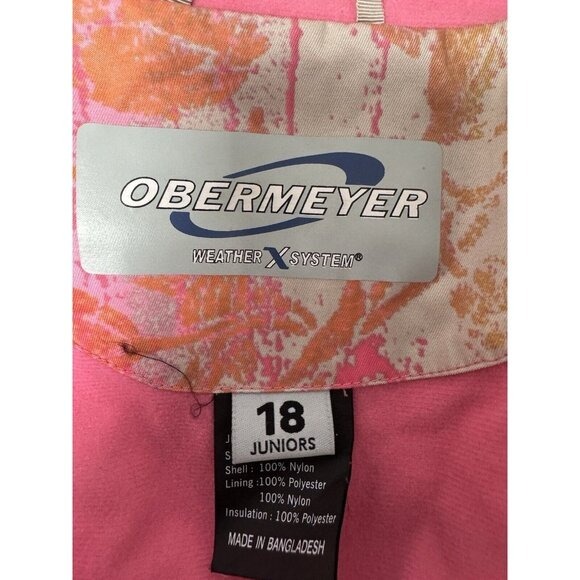 OBERMEYER
WEATHER X SYSTEM®
18
JUNIORS
Shell : 100% Nylon
Lining : 100% Polyester
100% Nylon
Insulation : 100% Polyester
MADE IN BANGLADESH